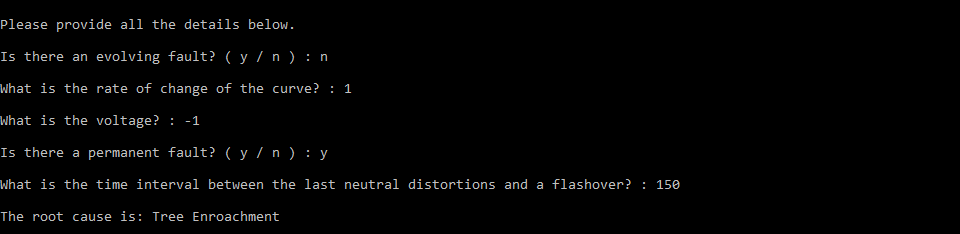 Please provide all the details below.
Is there an evolving fault? ( y / n ) : n
What is the rate of change of the curve? : 1
What is the voltage? : -1
Is there a permanent fault? ( y / n ) : y
What is the time interval between the last neutral distortions and a flashover? : 150
The root cause is: Tree Enroachment